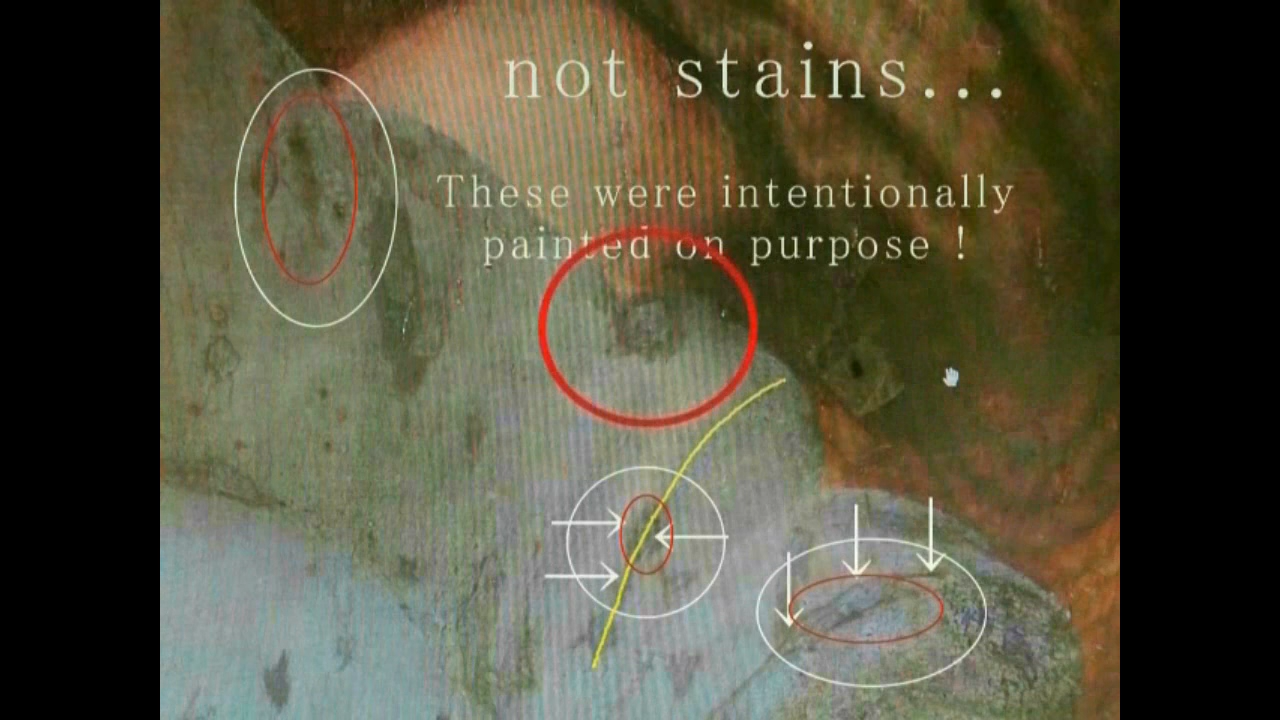 not stains...
These were intentionally
painted on purpose !